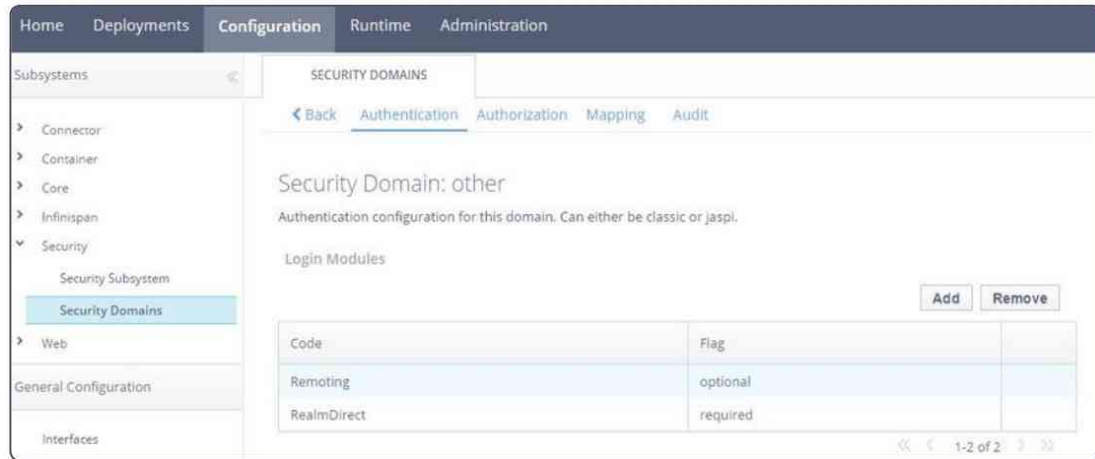 Home Deployments Configuration Runtime Administration
Subsystems
SECURITY DOMAINS
Back Authentication Authorization Mapping Audit
Connector
Container
Core
Infinispan
Security
Security Subsystem
Security Domains
Web
General Configuration
Interfaces
Security Domain: other
Authentication configuration for this domain. Can either be classic or jaspi.
Login Modules
Add Remove
Code Flag
Remoting optional
RealmDirect required
1-2 of 2